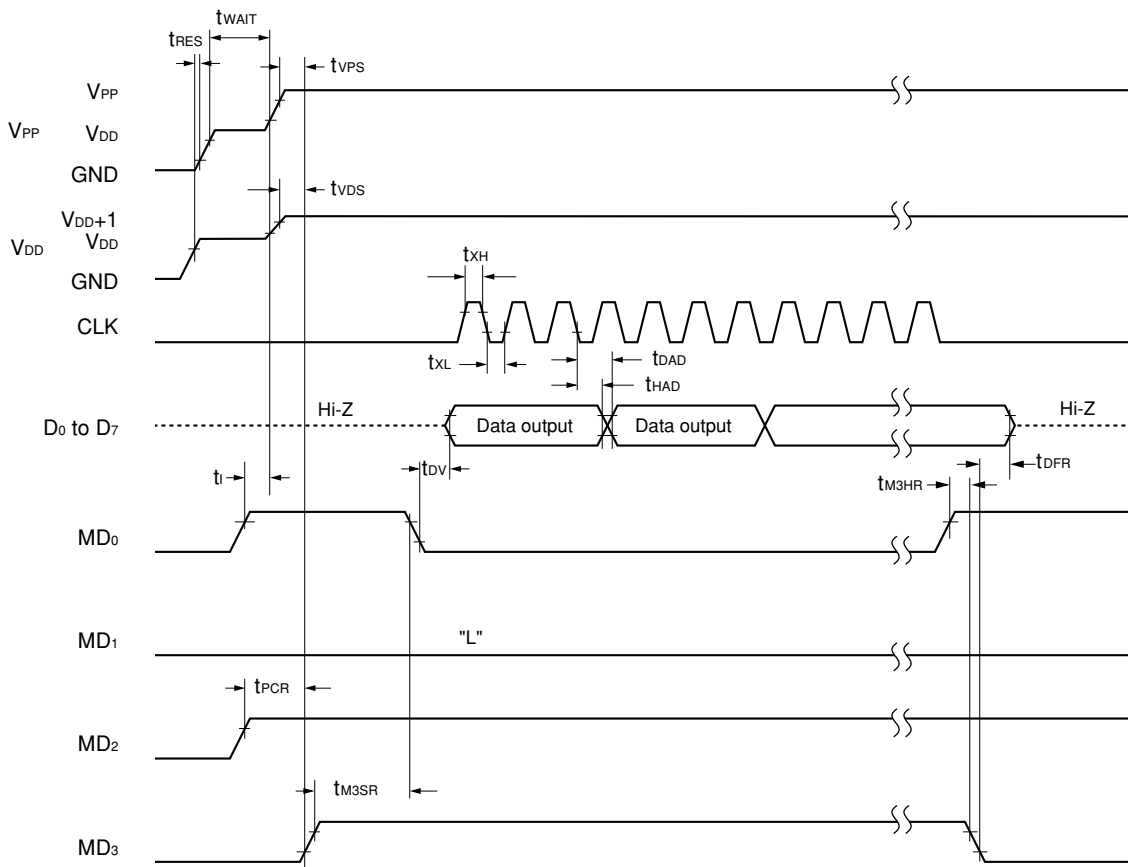 tWAIT
tRES
tVPS
VPP
VPP VDD
GND
tVDS
VDD+1
VDD VDD
GND
tXH
CLK
tXL tDAD
tHAD
Hi-Z Hi-Z
D0 to D7 Data output Data output
tI tDV tDFR
tM3HR
MD0
"L"
MD1
tPCR
MD2
tM3SR
MD3